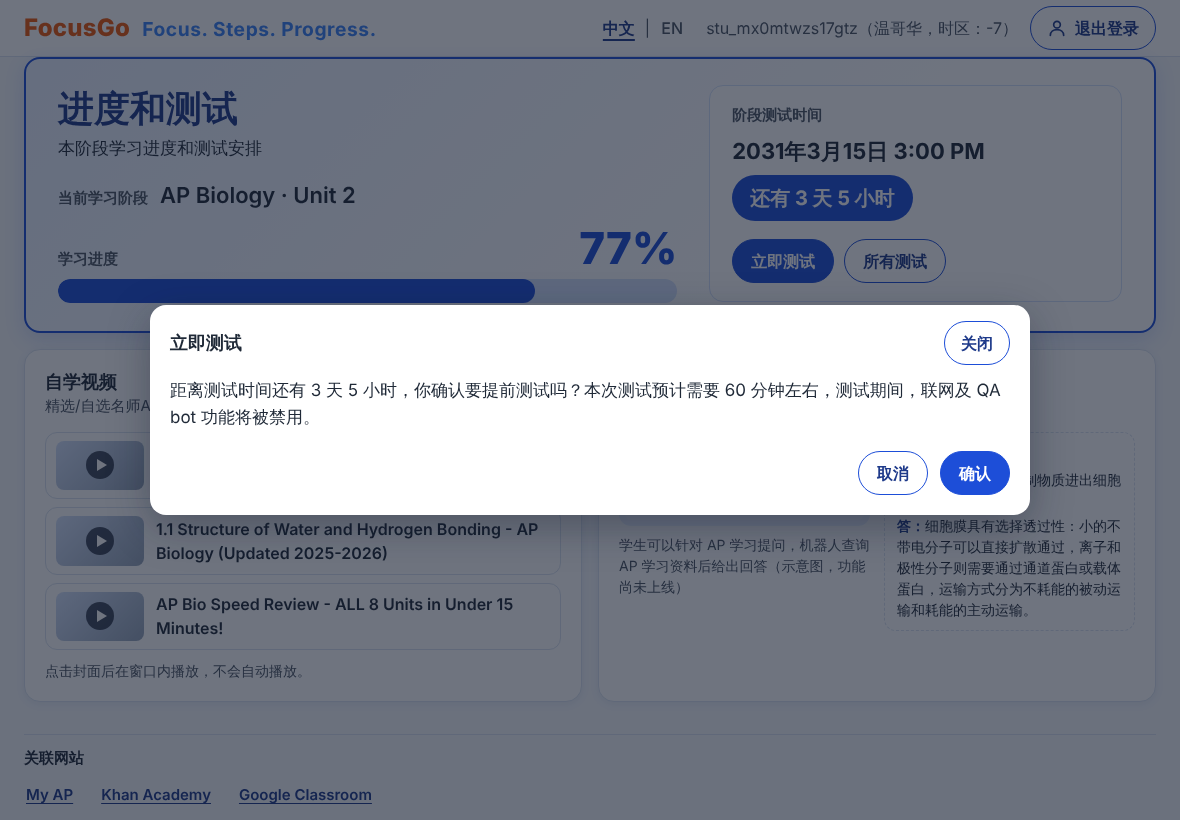 FocusGo Focus. Steps. Progress.
中文 | EN stu_mx0mtwzs17gtz（温哥华，时区：-7） 退出登录
进度和测试
本阶段学习进度和测试安排
当前学习阶段 AP Biology · Unit 2
学习进度 77%
阶段测试时间
2031年3月15日 3:00 PM
还有 3 天 5 小时
立即测试 所有测试
立即测试 关闭
距离测试时间还有 3 天 5 小时，你确认要提前测试吗？本次测试预计需要 60 分钟左右，测试期间，联网及 QA
bot 功能将被禁用。
取消 确认
自学视频
精选/自选名师A
1.1 Structure of Water and Hydrogen Bonding - AP
Biology (Updated 2025-2026)
AP Bio Speed Review - ALL 8 Units in Under 15
Minutes!
点击封面后在窗口内播放，不会自动播放。
学生可以针对 AP 学习提问，机器人查询
AP 学习资料后给出回答（示意图，功能
尚未上线）
物质进出细胞
答：细胞膜具有选择透过性：小的不
带电分子可以直接扩散通过，离子和
极性分子则需要通过通道蛋白或载体
蛋白，运输方式分为不耗能的被动运
输和耗能的主动运输。
关联网站
My AP Khan Academy Google Classroom